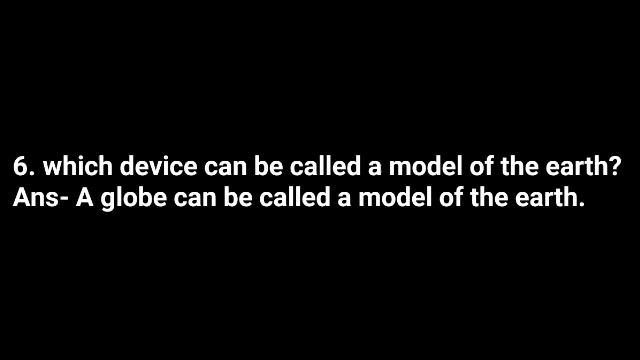 6. which device can be called a model of the earth?
Ans- A globe can be called a model of the earth.